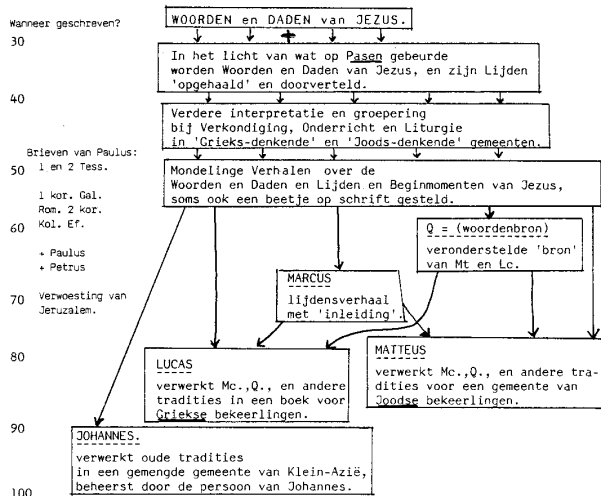 Wanneer geschreven?
WOORDEN en DADEN van JEZUS.
30
In het licht van wat op Pasen gebeurde
worden Woorden en Daden van Jezus, en zijn Lijden
'opgehaald' en doorverteld.
40
Verdere interpretatie en groepering
bij Verkondiging, Onderricht en Liturgie
in 'Grieks-denkende' en 'Joods-denkende' gemeenten.
Brieven van Paulus:
1 en 2 Tess.
50
Mondelinge Verhalen over de
Woorden en Daden en Lijden en Beginmomenten van Jezus,
soms ook een beetje op schrift gesteld.
1 kor. Gal.
Rom. 2 kor.
Kol. Ef.
60
Q = (woordenbron)
veronderstelde 'bron'
van Mt en Lc.
+ Paulus
+ Petrus
MARCUS
lijdensverhaal
met 'inleiding'.
70
Verwoesting van
Jeruzalem.
80
LUCAS
verwerkt Mc.,Q., en andere
tradities in een boek voor
Griekse bekeerlingen.
MATTEUS
verwerkt Mc.,Q., en andere tra-
dities voor een gemeente van
Joodse bekeerlingen.
90
JOHANNES.
verwerkt oude tradities
in een gemengde gemeente van Klein-Azië,
beheerst door de persoon van Johannes.
100